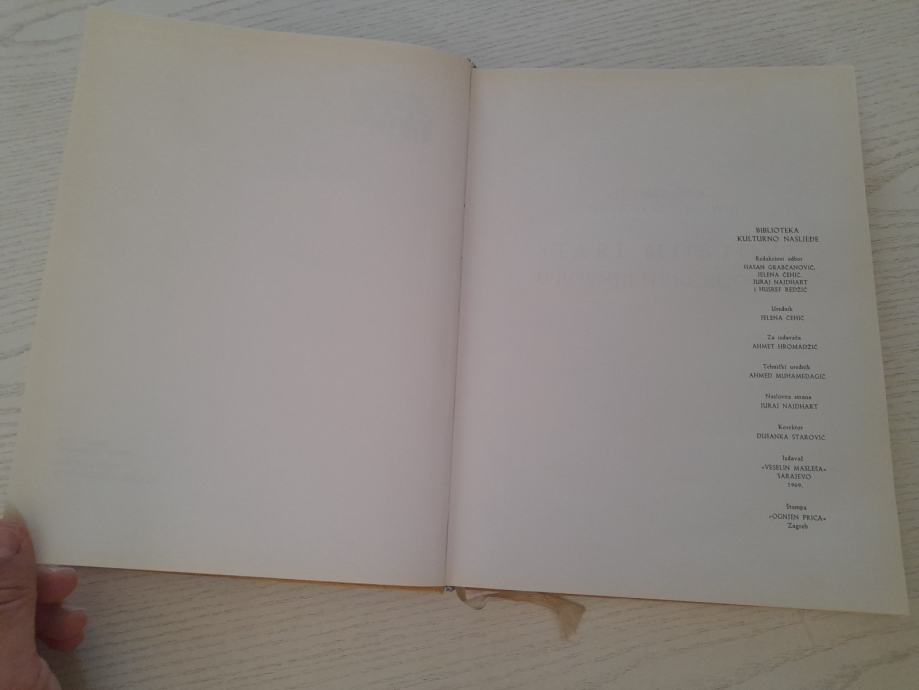 BIBLIOTEKA
KULTURNO NASLJEĐE
Redakcioni odbor
HASAN GRABČANOVIĆ,
JELENA ĆEHIĆ,
JURAJ NAJDHART
i HUSREF REDŽIĆ
Urednik
JELENA ĆEHIĆ
Za izdavača
AHMET HROMADŽIĆ
Tehnički urednik
AHMED MUHAMEDAGIĆ
Naslovna strana
JURAJ NAJDHART
Korektor
DUŠANKA STAROVIĆ
Izdavač
»VESELIN MASLEŠA«
SARAJEVO
1969.
Štampa
»OGNJEN PRICA«
Zagreb